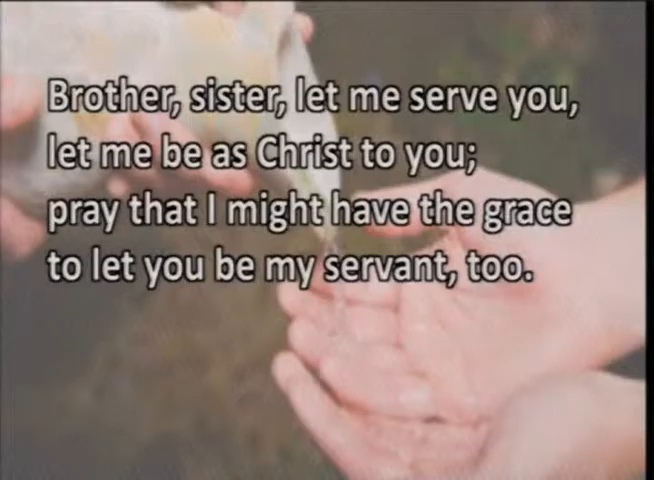 Brother, sister, let me serve you,
let me be as Christ to you;
pray that I might have the grace
to let you be my servant, too.